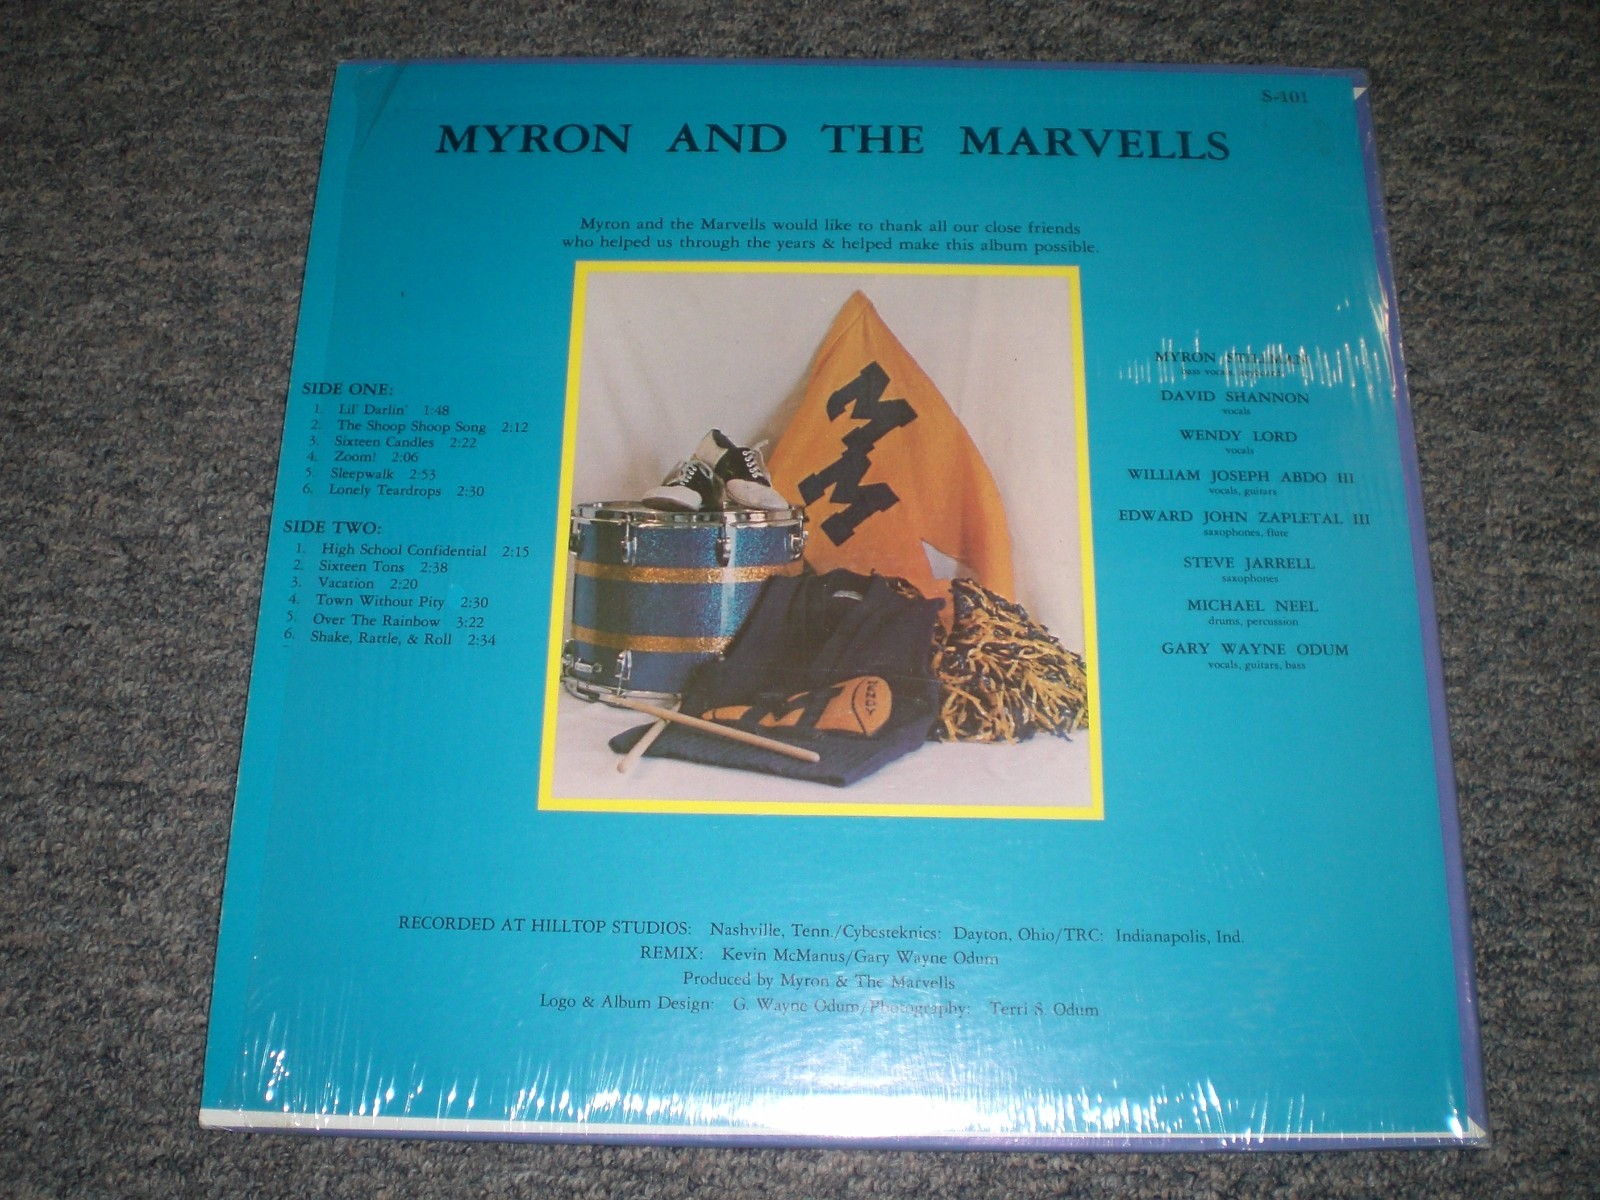 S-101
MYRON AND THE MARVELLS
Myron and the Marvells would like to thank all our close friends
who helped us through the years & helped make this album possible.
SIDE ONE:
1. Lil' Darlin' 1:48
2. The Shoop Shoop Song 2:12
3. Sixteen Candles 2:22
4. Zoom! 2:06
5. Sleepwalk 2:53
6. Lonely Teardrops 2:30
SIDE TWO:
1. High School Confidential 2:15
2. Sixteen Tons 2:38
3. Vacation 2:20
4. Town Without Pity 2:30
5. Over The Rainbow 3:22
6. Shake, Rattle, & Roll 2:34
M
M
WENDY
MYRON STILLMAN
bass vocals, keyboards
DAVID SHANNON
vocals
WENDY LORD
vocals
WILLIAM JOSEPH ABDO III
vocals, guitars
EDWARD JOHN ZAPLETAL III
saxophones, flute
STEVE JARRELL
saxophones
MICHAEL NEEL
drums, percussion
GARY WAYNE ODUM
vocals, guitars, bass
RECORDED AT HILLTOP STUDIOS: Nashville, Tenn./Cybesteknics: Dayton, Ohio/TRC: Indianapolis, Ind.
REMIX: Kevin McManus/Gary Wayne Odum
Produced by Myron & The Marvells
Logo & Album Design: G. Wayne Odum/Photography: Terri S. Odum